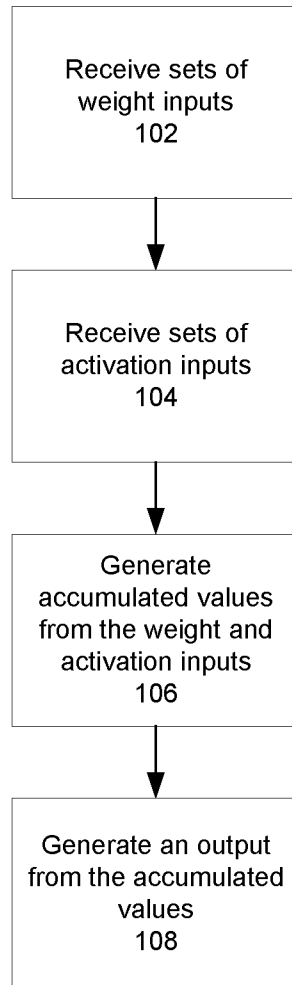 Receive sets of
weight inputs
102
Receive sets of
activation inputs
104
Generate
accumulated values
from the weight and
activation inputs
106
Generate an output
from the accumulated
values
108